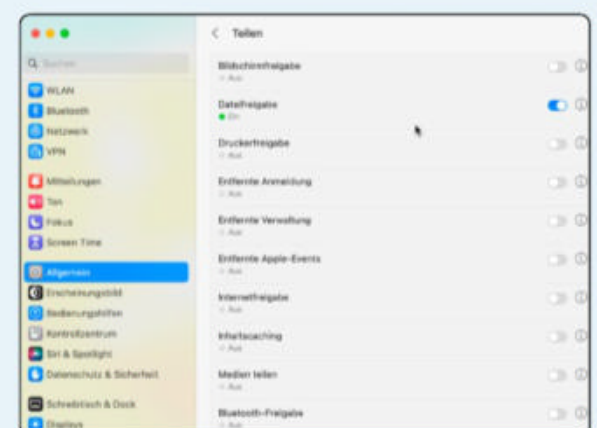 Teilen
Suchen
WLAN
Bluetooth
Netzwerk
VPN
Mitteilungen
Ton
Fokus
Screen Time
Allgemein
Erscheinungsbild
Bedienungshilfen
Kontrollzentrum
Siri & Spotlight
Datenschutz & Sicherheit
Schreibtisch & Dock
Displays
Bildschirmfreigabe
Aus
Dateifreigabe
Ein
Druckerfreigabe
Aus
Entfernte Anmeldung
Aus
Entfernte Verwaltung
Aus
Entfernte Apple-Events
Aus
Internetfreigabe
Aus
Inhaltscaching
Aus
Medien teilen
Aus
Bluetooth-Freigabe